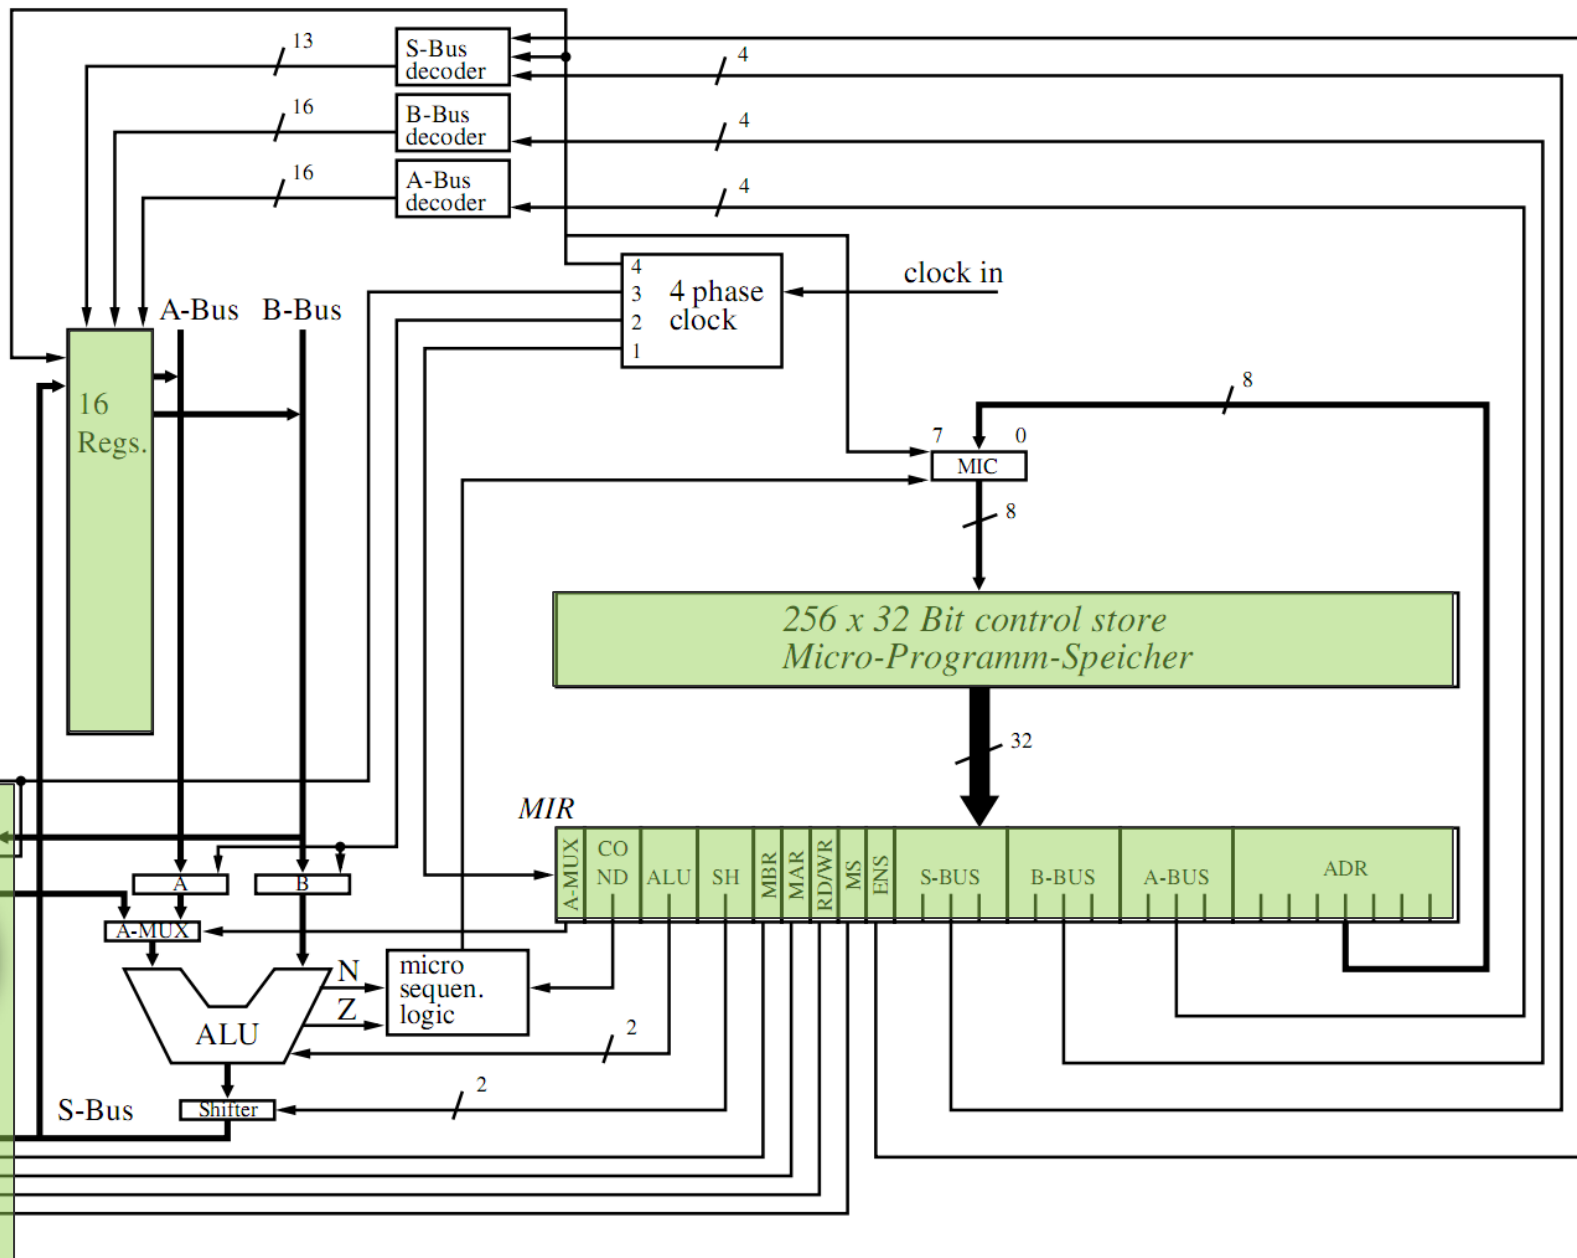 13
S-Bus
decoder
4
16
B-Bus
decoder
4
16
A-Bus
decoder
4
4
3
2
1
4 phase
clock
clock in
A-Bus
B-Bus
16
Regs.
8
7
0
MIC
8
256 x 32 Bit control store
Micro-Programm-Speicher
32
MIR
A-MUX
CO
ND
ALU
SH
MBR
MAR
RD/WR
MS
ENS
S-BUS
B-BUS
A-BUS
ADR
A
B
A-MUX
N
Z
micro
sequen.
logic
ALU
2
2
Shifter
S-Bus